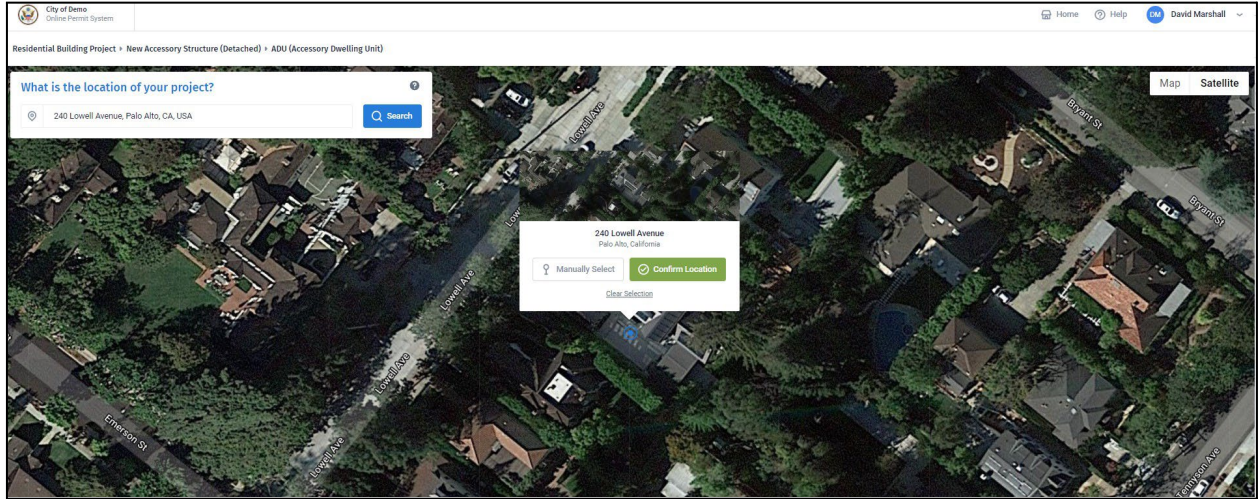 City of Demo
Online Permit System
Home
Help
DM
David Marshall
Residential Building Project
New Accessory Structure (Detached)
ADU (Accessory Dwelling Unit)
What is the location of your project?
240 Lowell Avenue, Palo Alto, CA, USA
Search
Map
Satellite
Lowell Ave
Bryant St
Bryant St
240 Lowell Avenue
Palo Alto, California
Manually Select
Confirm Location
Clear Selection
Lowell Ave
Lowell Ave
Lowell Ave
Emerson St
Tennyson Ave